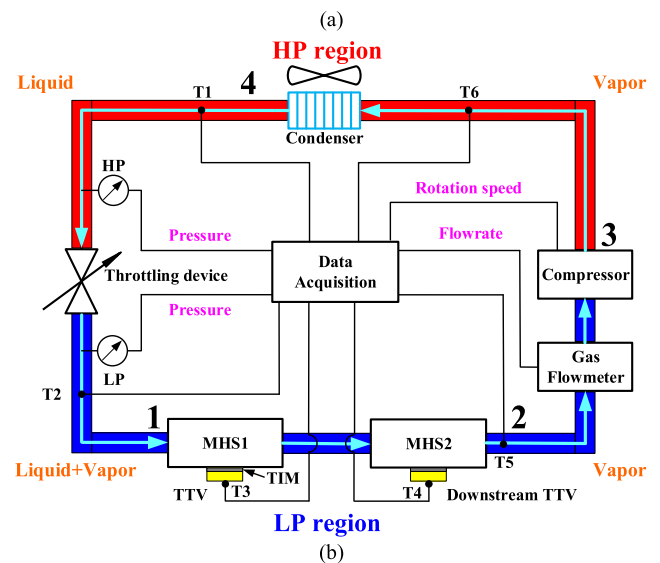 (a)
HP region
Liquid
4
Vapor
T1
T6
Condenser
HP
Rotation speed
Pressure
Flowrate
3
Throttling device
Data
Acquisition
Compressor
Pressure
LP
Gas
Flowmeter
T2
1
2
MHS1
MHS2
T5
Liquid+Vapor
TIM
Vapor
TTV
T3
T4
Downstream TTV
LP region
(b)